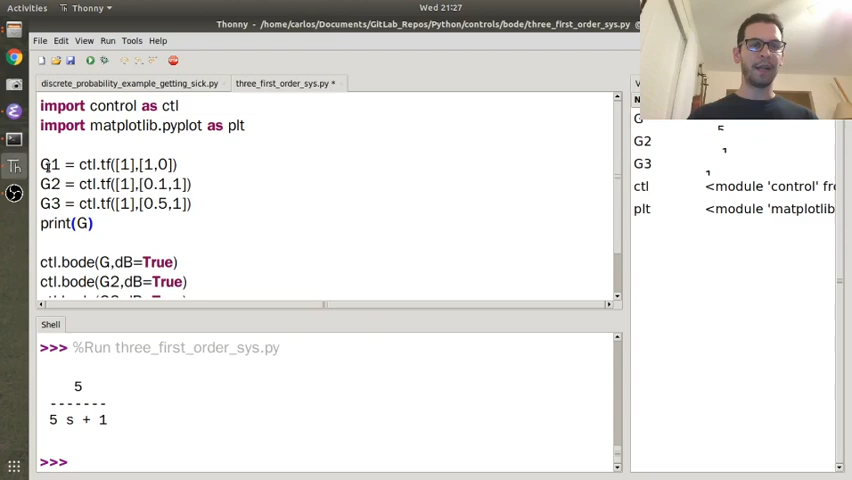 Activities Thonny Wed 21:27
Thonny - /home/carlos/Documents/GitLab_Repos/Python/controls/bode/three_first_order_sys.py
File Edit View Run Tools Help
discrete_probability_example_getting_sick.py three_first_order_sys.py *
import control as ctl
import matplotlib.pyplot as plt
G1 = ctl.tf([1],[1,0])
G2 = ctl.tf([1],[0.1,1])
G3 = ctl.tf([1],[0.5,1])
print(G)
ctl.bode(G,dB=True)
ctl.bode(G2,dB=True)
G
G2
G3
ctl <module 'control' fro
plt <module 'matplotlib
Shell
>>> %Run three_first_order_sys.py
5
-------
5 s + 1
>>>